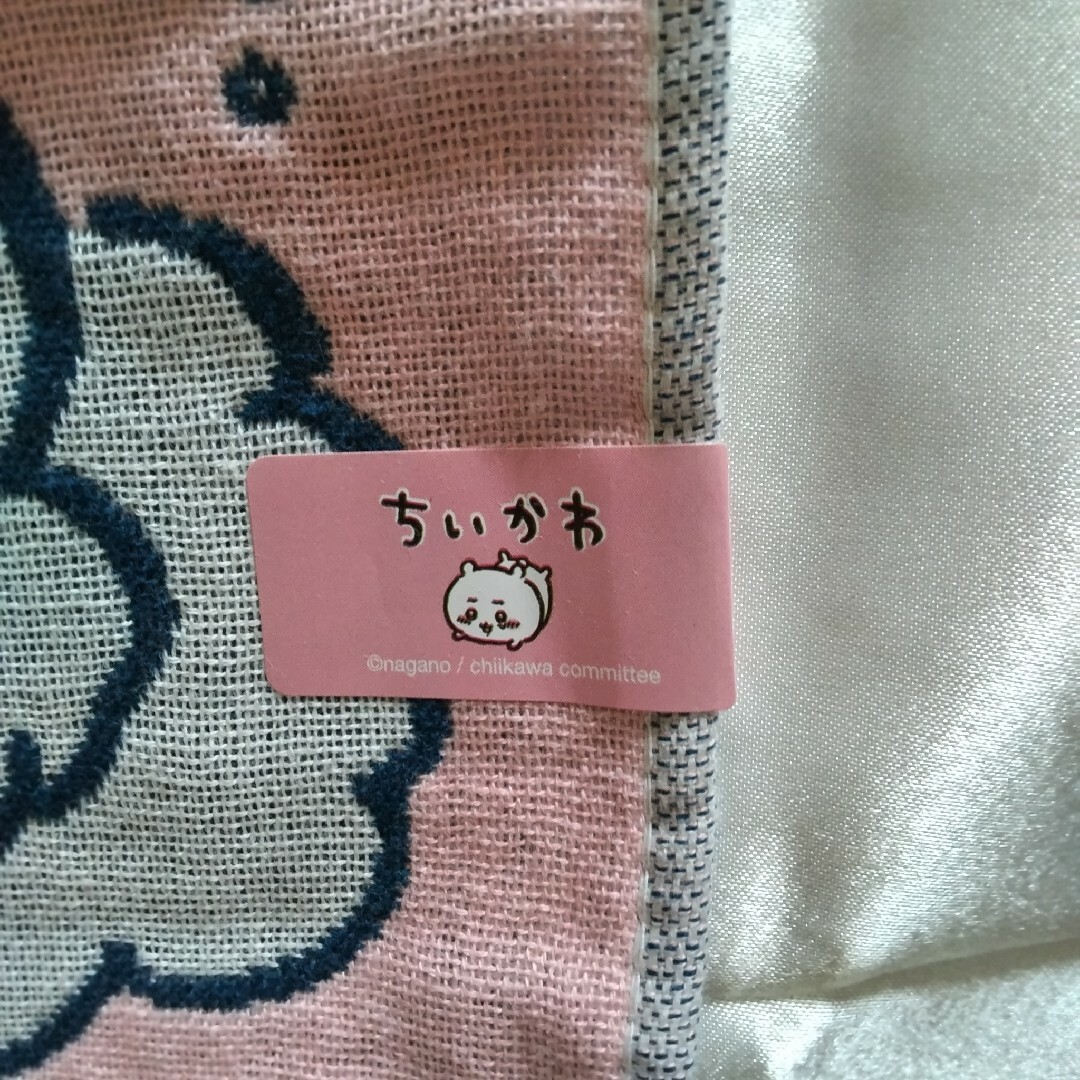 ちいかわ
©nagano / chiikawa committee